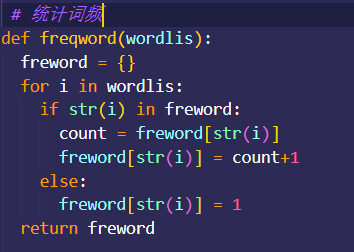 # 统计词频
def freqword(wordlis):
  freword = {}
  for i in wordlis:
    if str(i) in freword:
      count = freword[str(i)]
      freword[str(i)] = count+1
    else:
      freword[str(i)] = 1
  return freword